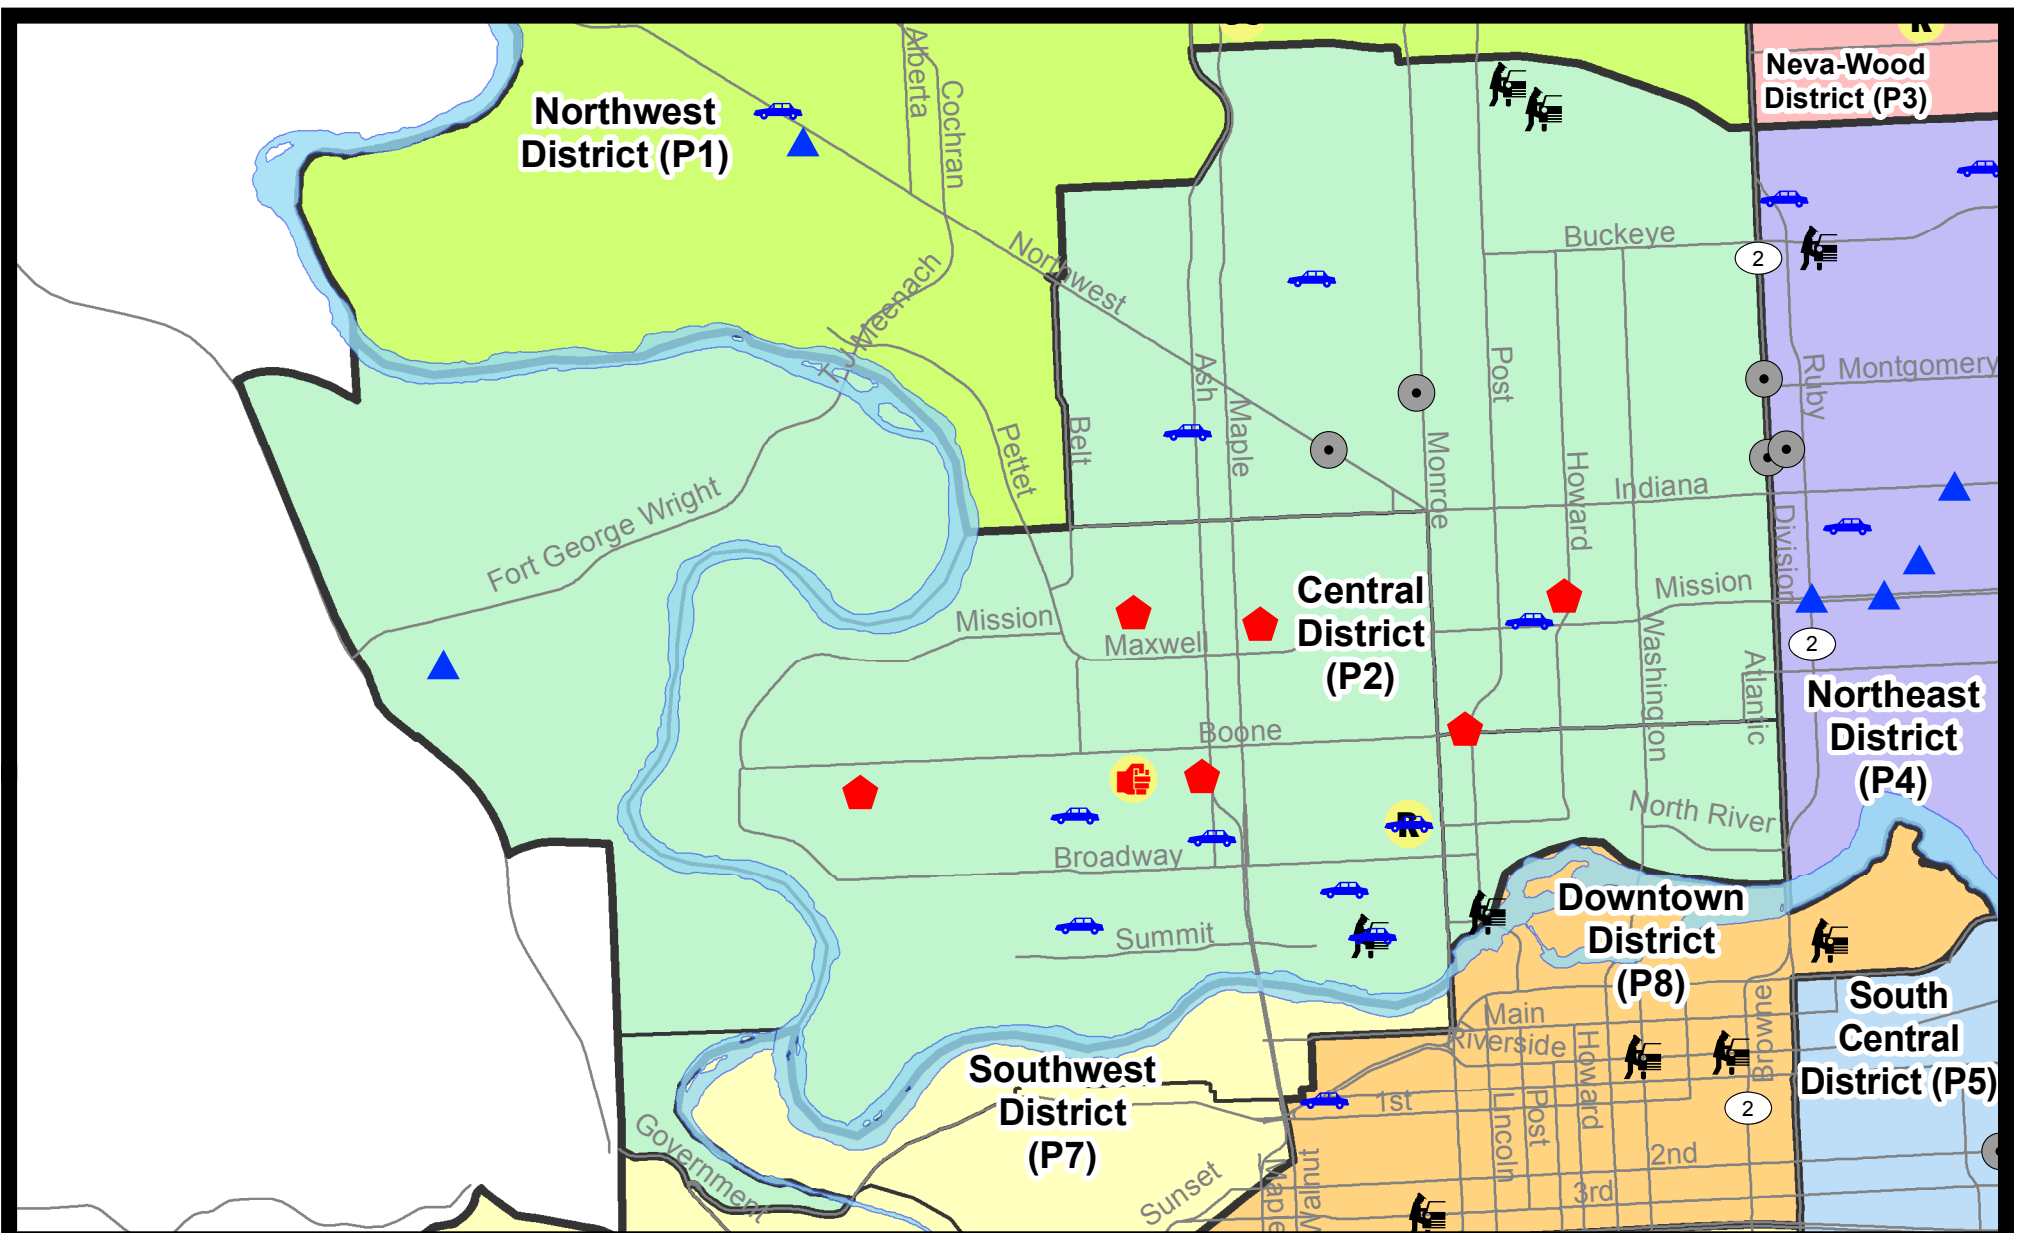 R
Neva-Wood
District (P3)
Alberta
Cochran
Northwest
District (P1)
Buckeye
2
Northwest
T J Meenach
Ash
Maple
Post
Ruby
Montgomery
Belt
Pettet
Monroe
Howard
Indiana
Division
Fort George Wright
Mission
Central
District
(P2)
Mission
Maxwell
2
Washington
Atlantic
Northeast
District
(P4)
Boone
North River
R
Broadway
Summit
Downtown
District
(P8)
South
Central
District (P5)
Main
Riverside
Browne
Southwest
District
(P7)
1st
Lincoln
Post
Howard
2
Government
2nd
3rd
Sunset
Maple
Walnut